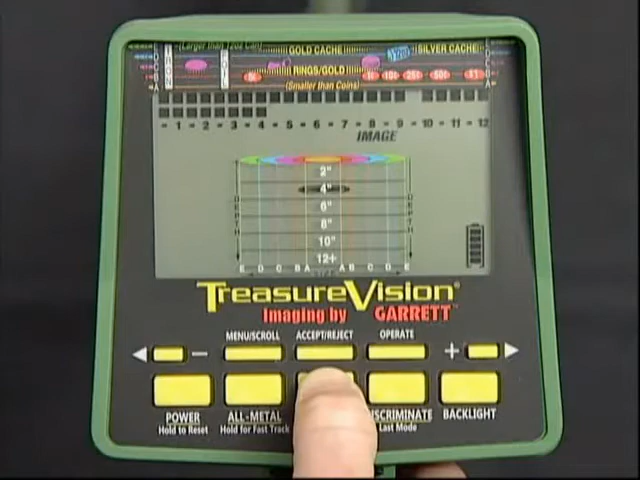 (Larger than 12oz Can)
GOLD CACHE
SILVER CACHE
RINGS/GOLD
5¢ 1¢ 10¢ 25¢ 50¢ $1
(Smaller than Coins)
1 2 3 4 5 6 7 8 9 10 11 12
IMAGE
2"
4"
6"
8"
10"
12+
DEPTH
DEPTH
E D C B A A B C D E
TREASUREVISION®
Imaging by GARRETT
MENU/SCROLL ACCEPT/REJECT OPERATE
- +
POWER ALL-METAL DISCRIMINATE BACKLIGHT
Hold to Reset Hold for Fast Track Last Mode